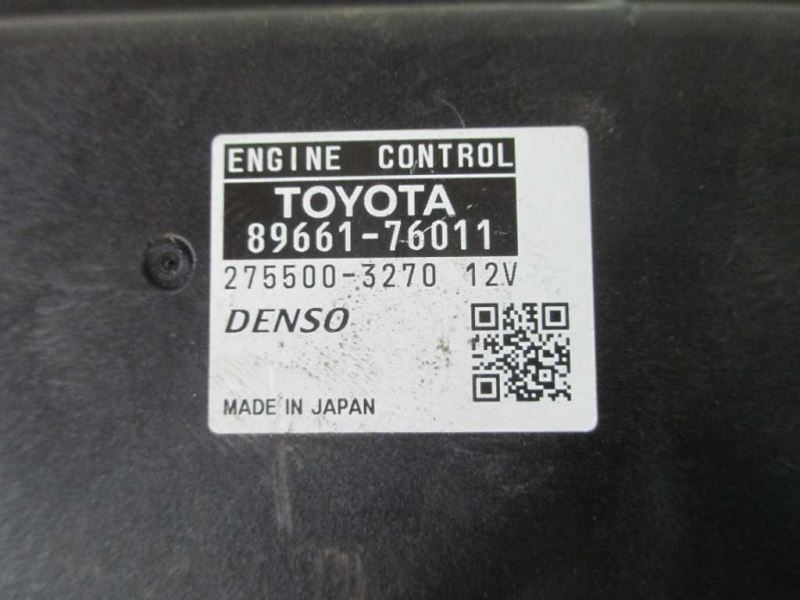 ENGINE CONTROL
TOYOTA
89661-76011
275500-3270 12V
DENSO
MADE IN JAPAN